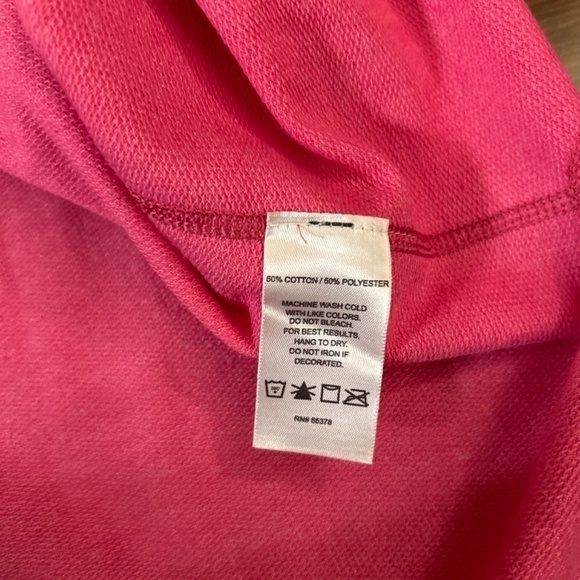 50% COTTON / 50% POLYESTER
MACHINE WASH COLD
WITH LIKE COLORS.
DO NOT BLEACH.
FOR BEST RESULTS,
HANG TO DRY.
DO NOT IRON IF
DECORATED.
RN# 65378